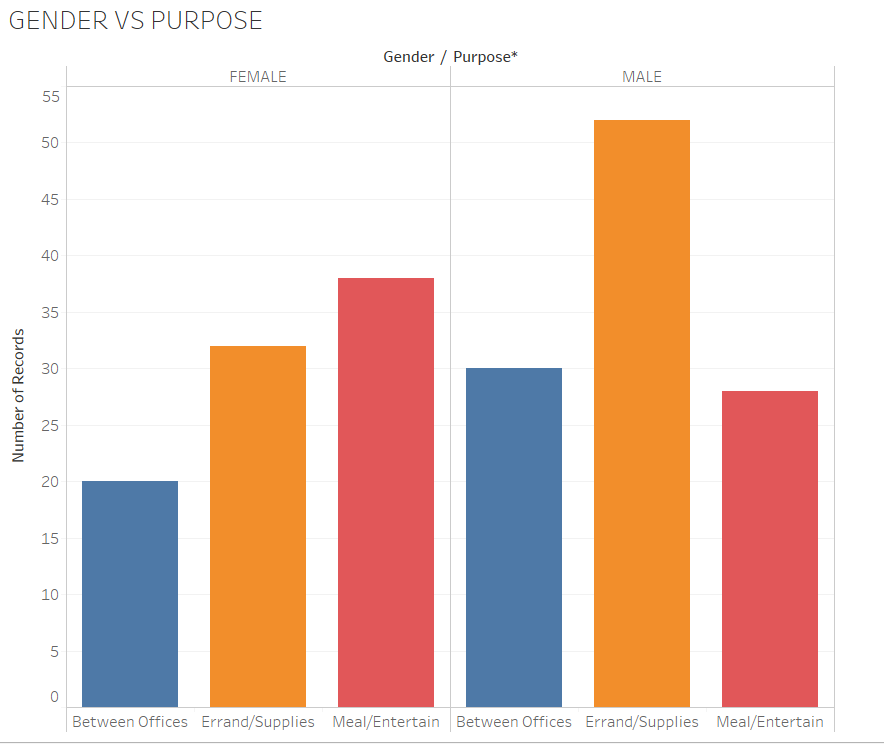 GENDER VS PURPOSE
Gender / Purpose*
FEMALE MALE
55
50
45
40
35
30
25
20
15
10
5
0
Number of Records
Between Offices Errand/Supplies Meal/Entertain Between Offices Errand/Supplies Meal/Entertain